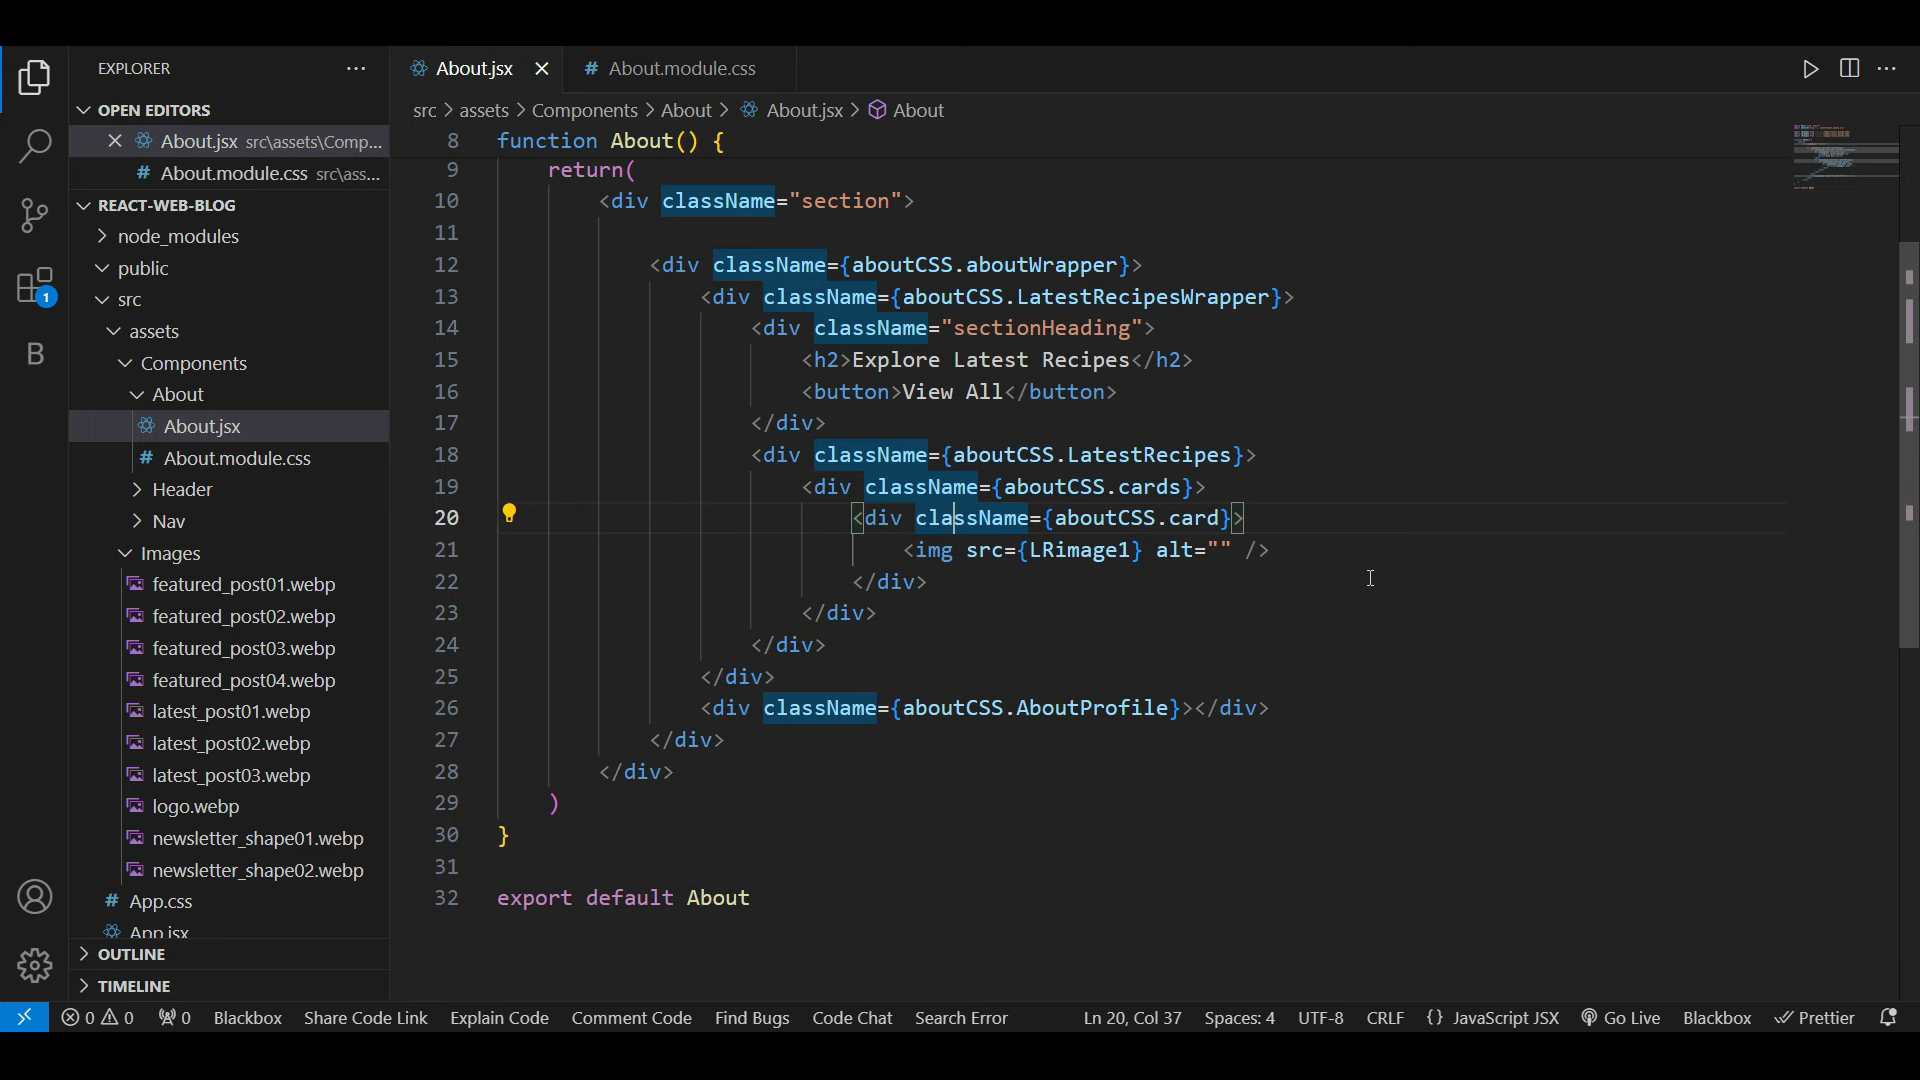 EXPLORER
OPEN EDITORS
About.jsx src\assets\Comp...
# About.module.css src\ass...
REACT-WEB-BLOG
node_modules
public
src
assets
Components
About
About.jsx
# About.module.css
Header
Nav
Images
featured_post01.webp
featured_post02.webp
featured_post03.webp
featured_post04.webp
latest_post01.webp
latest_post02.webp
latest_post03.webp
logo.webp
newsletter_shape01.webp
newsletter_shape02.webp
# App.css
App.jsx
OUTLINE
TIMELINE
1
B
About.jsx
# About.module.css
src > assets > Components > About > About.jsx > About
8 function About() {
9 return(
10 <div className="section">
11
12 <div className={aboutCSS.aboutWrapper}>
13 <div className={aboutCSS.LatestRecipesWrapper}>
14 <div className="sectionHeading">
15 <h2>Explore Latest Recipes</h2>
16 <button>View All</button>
17 </div>
18 <div className={aboutCSS.LatestRecipes}>
19 <div className={aboutCSS.cards}>
20 <div className={aboutCSS.card}>
21 <img src={LRimage1} alt="" />
22 </div>
23 </div>
24 </div>
25 </div>
26 <div className={aboutCSS.AboutProfile}></div>
27 </div>
28 </div>
29 )
30 }
31
32 export default About
0 0 0 Blackbox Share Code Link Explain Code Comment Code Find Bugs Code Chat Search Error Ln 20, Col 37 Spaces: 4 UTF-8 CRLF {} JavaScript JSX Go Live Blackbox Prettier